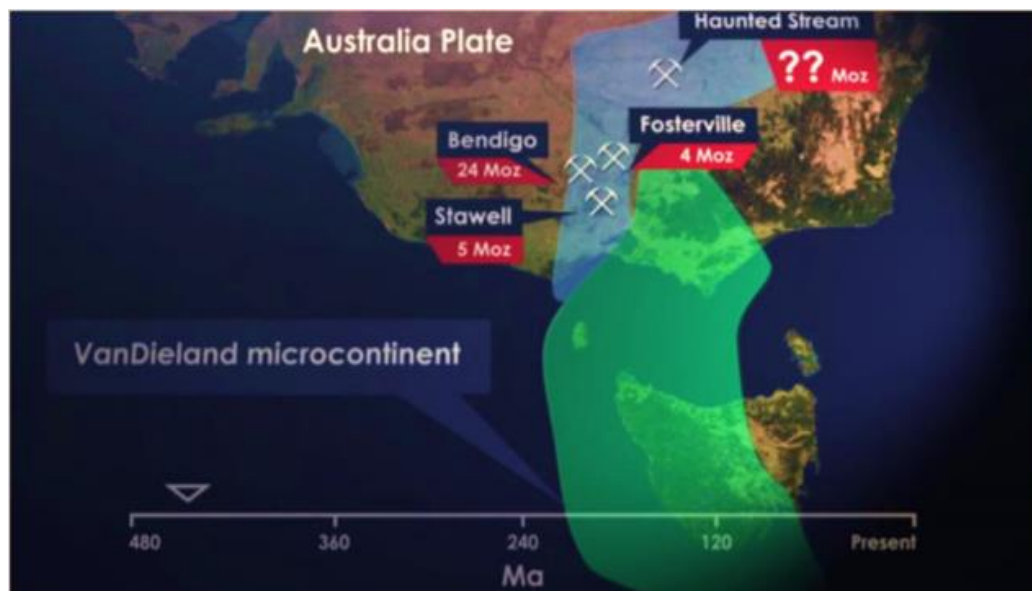 Haunted Stream
Australia Plate
?? Moz
Bendigo
24 Moz
Fosterville
4 Moz
Stawell
5 Moz
VanDieland microcontinent
480 360 240 120 Present
Ma